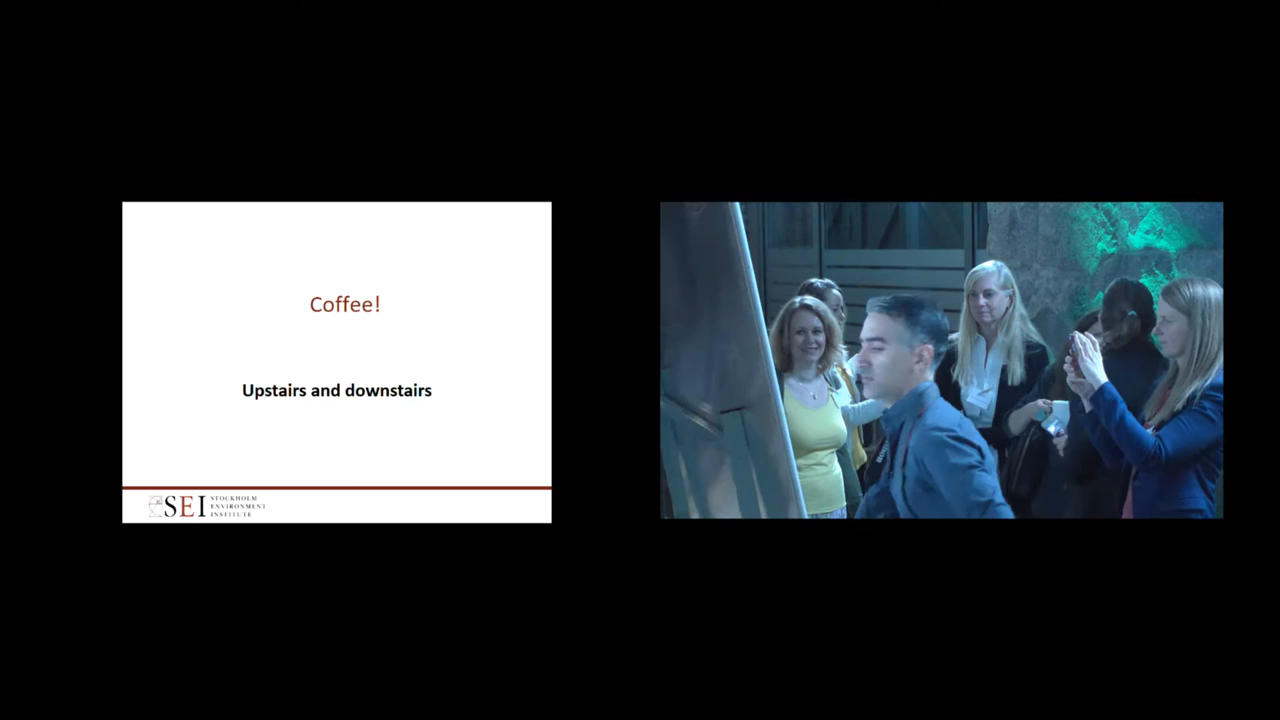 Coffee!
Upstairs and downstairs
SEI
STOCKHOLM
ENVIRONMENT
INSTITUTE